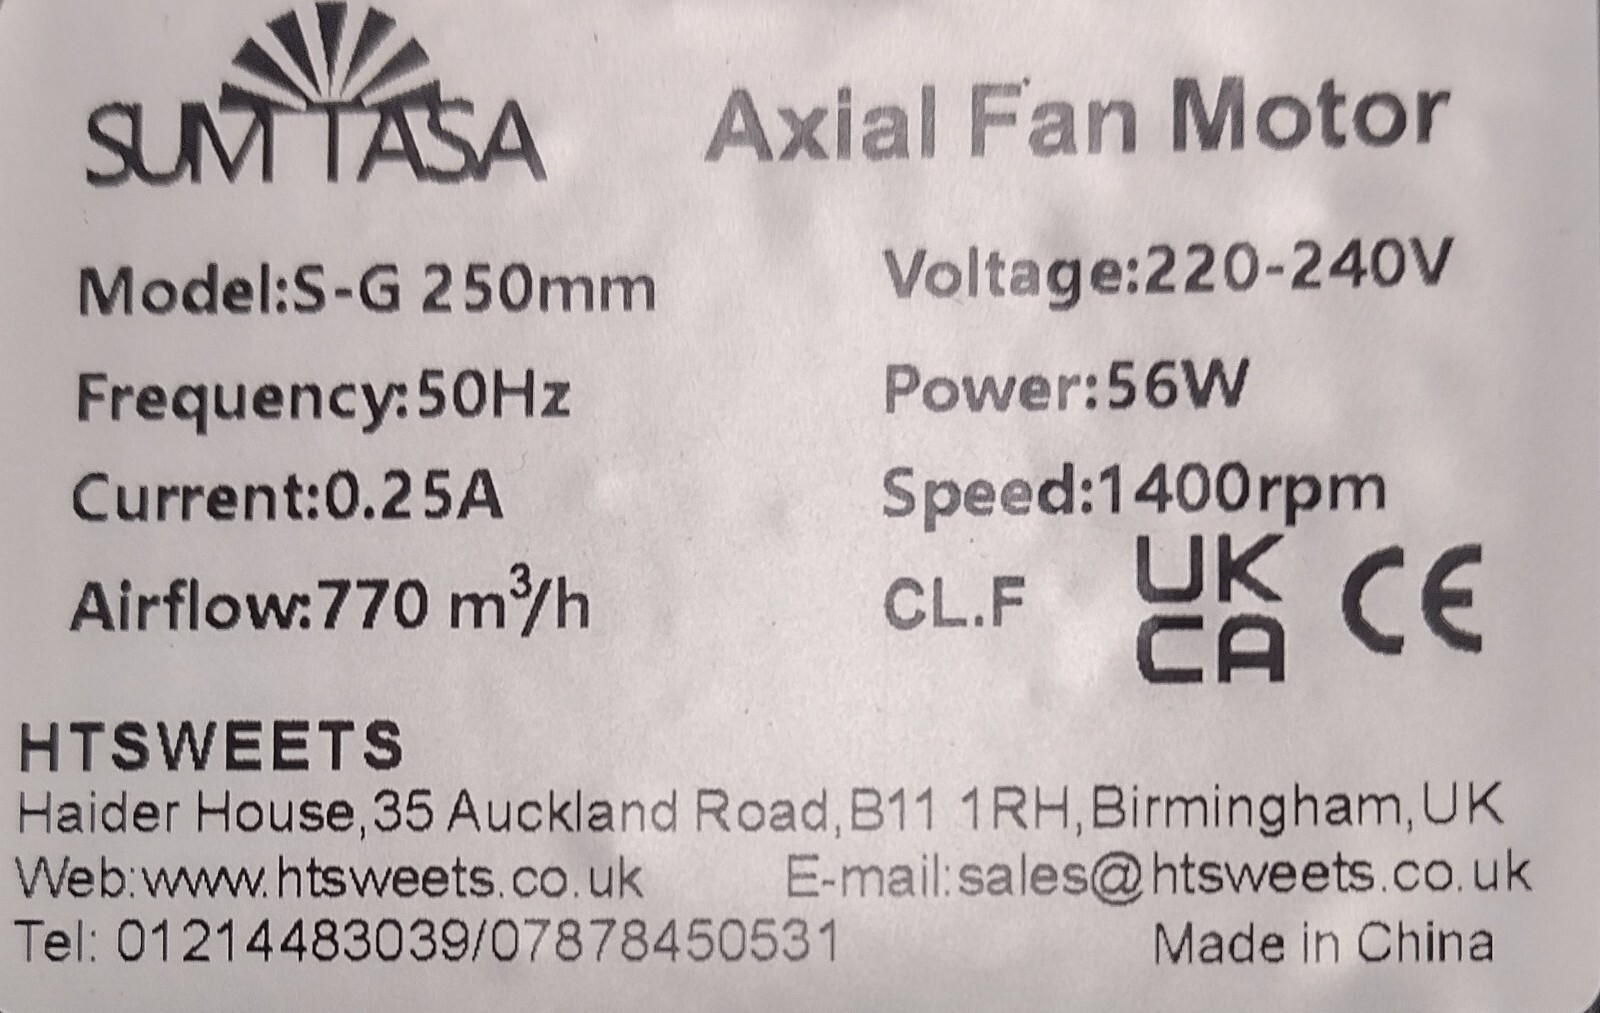 SUMTASA
Axial Fan Motor
Model:S-G 250mm
Voltage:220-240V
Frequency:50Hz
Power:56W
Current:0.25A
Speed:1400rpm
Airflow:770 m³/h
CL.F
UK
CA
CE
HTSWEETS
Haider House,35 Auckland Road,B11 1RH,Birmingham,UK
Web:www.htsweets.co.uk
E-mail:sales@htsweets.co.uk
Tel: 01214483039/07878450531
Made in China